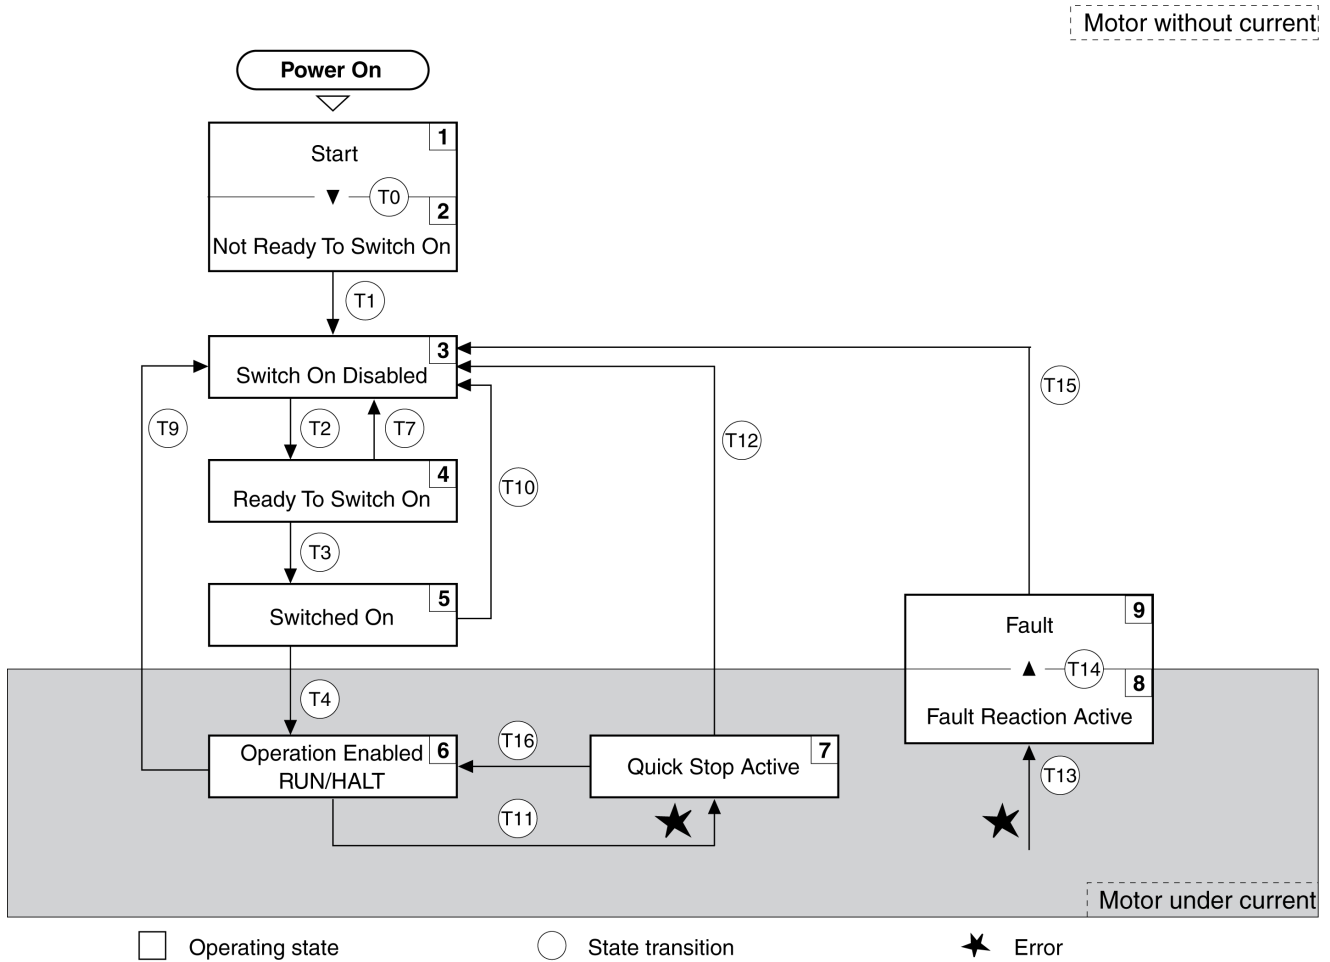 Motor without current
Power On
1
Start
T0
2
Not Ready To Switch On
T1
3
Switch On Disabled
T15
T9
T2
T7
T12
4
Ready To Switch On
T10
T3
5
Switched On
9
Fault
T14
8
Fault Reaction Active
T4
Operation Enabled
6
RUN/HALT
T16
7
Quick Stop Active
T13
T11
Motor under current
Operating state
State transition
Error